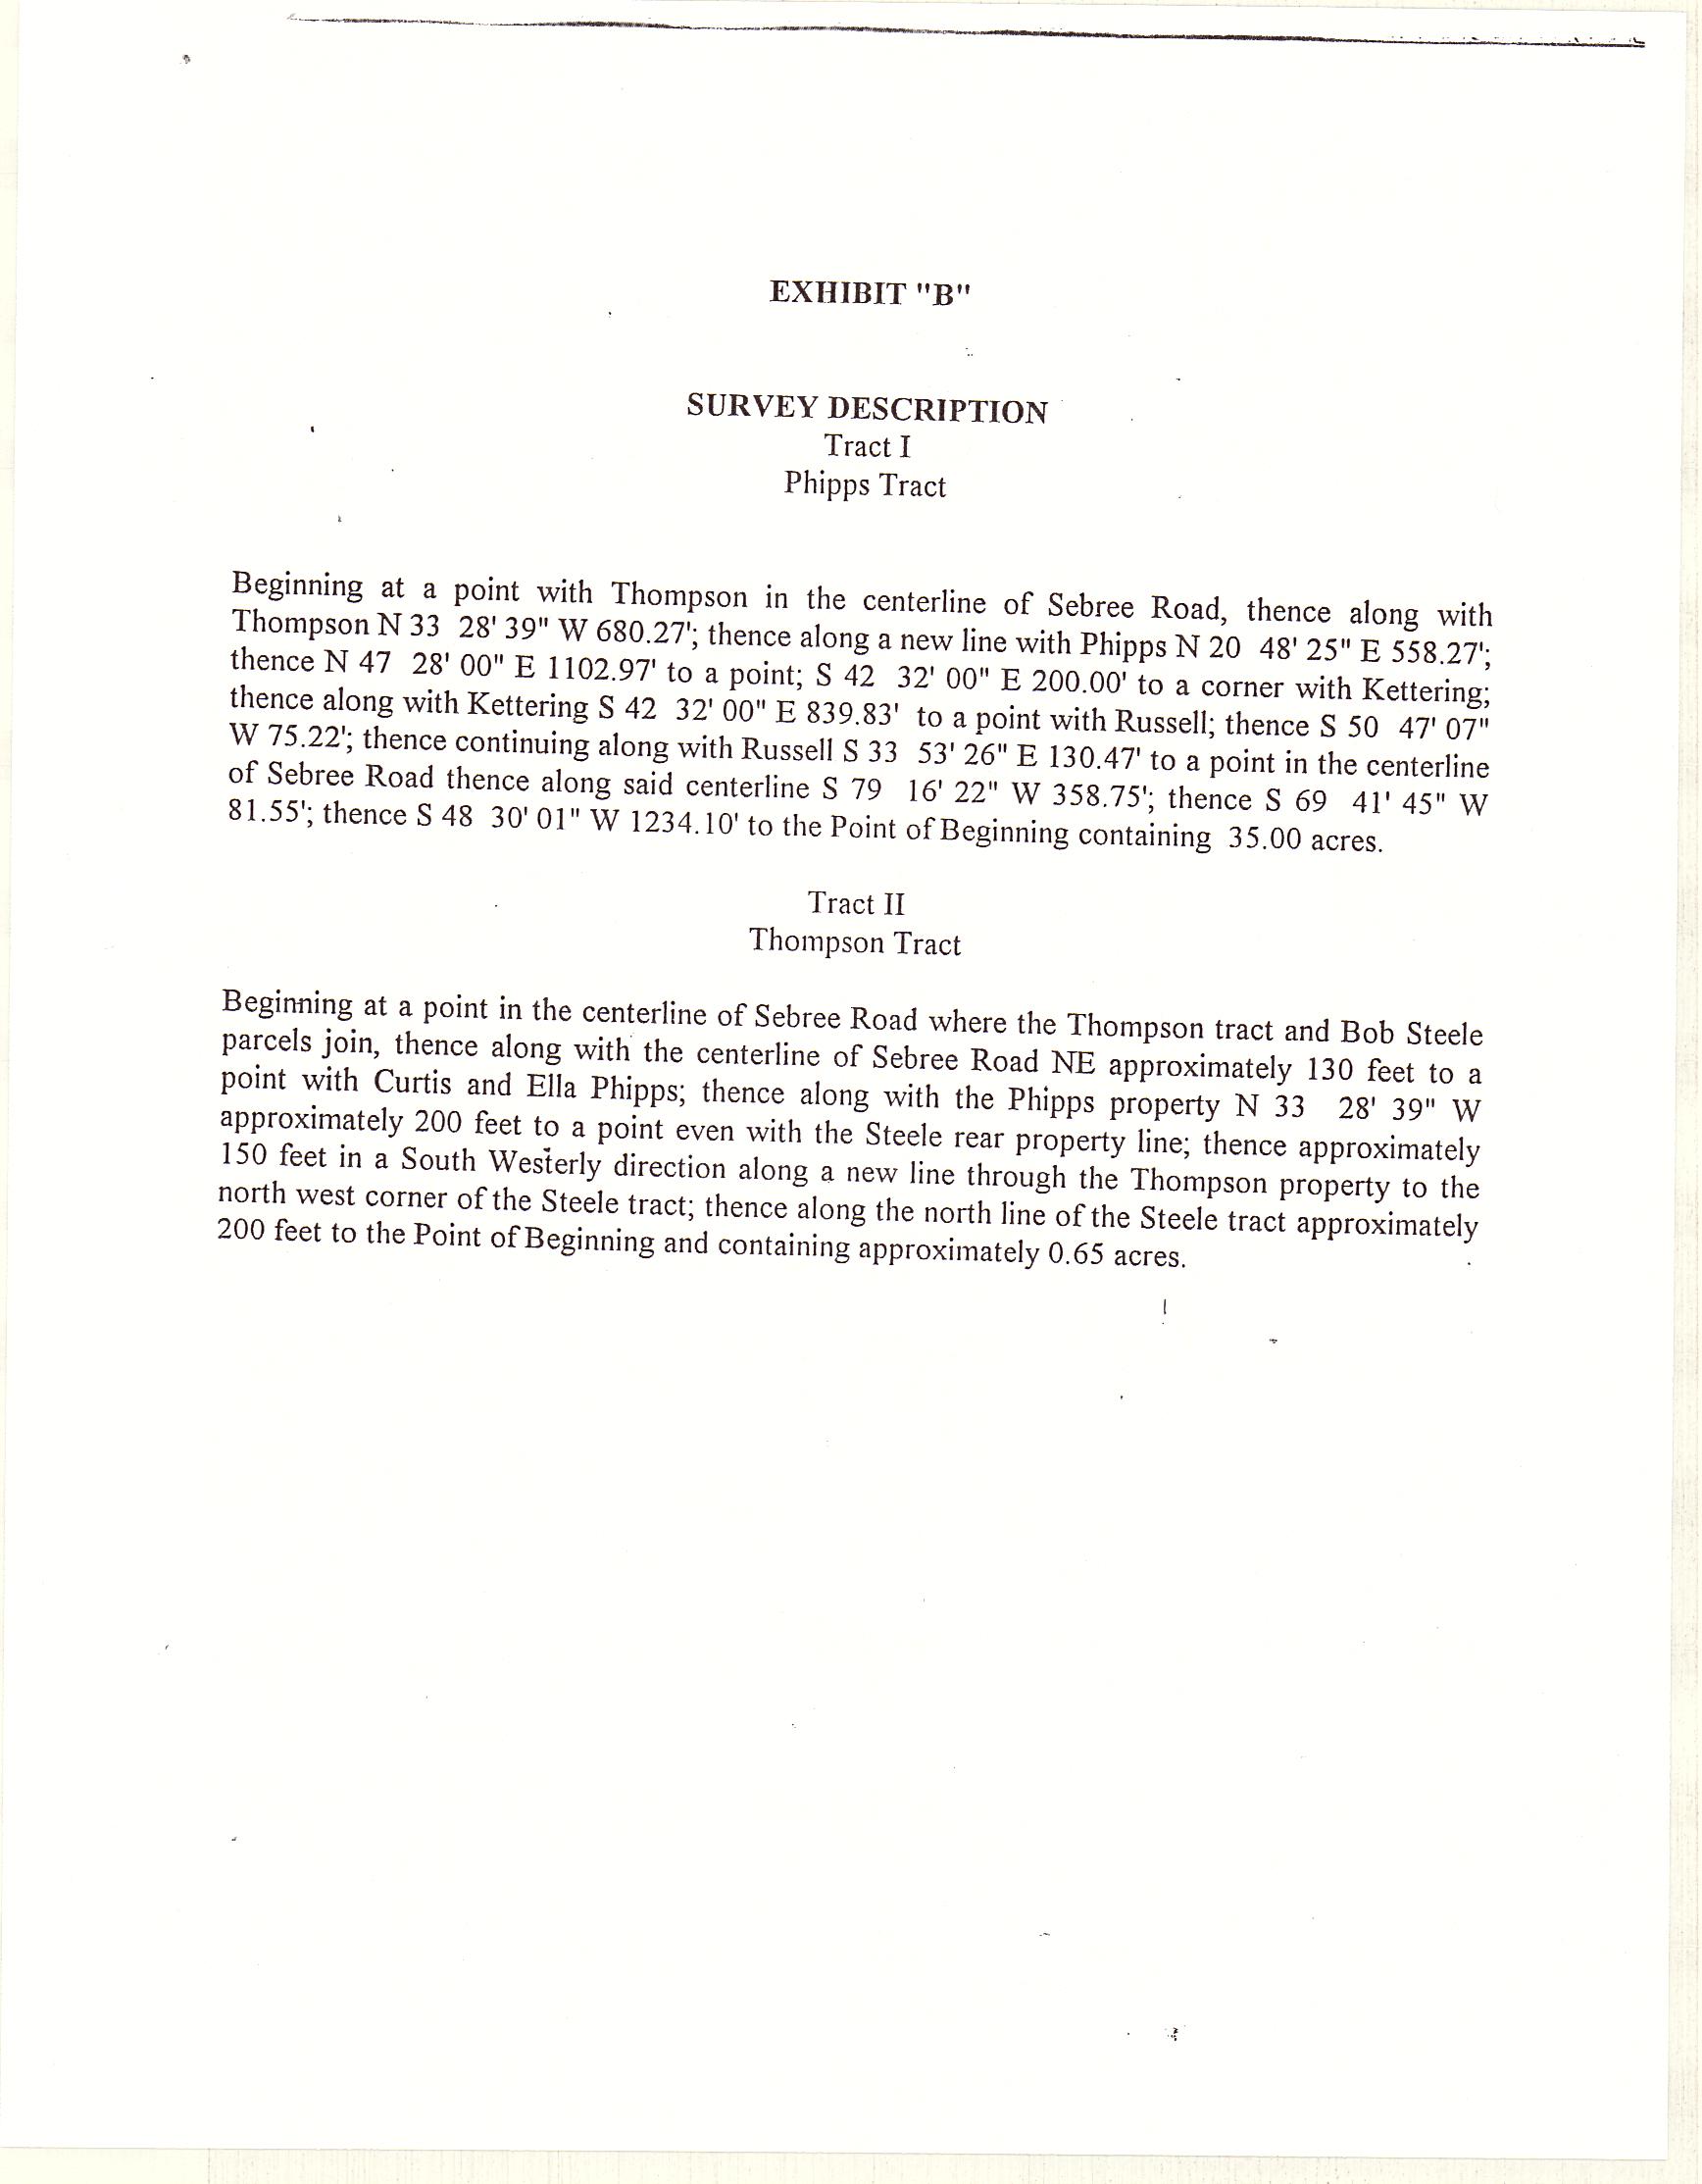 EXHIBIT "B"
SURVEY DESCRIPTION
Tract I
Phipps Tract
Beginning at a point with Thompson in the centerline of Sebree Road, thence along with
Thompson N 33 28' 39" W 680.27'; thence along a new line with Phipps N 20 48' 25" E 558.27';
thence N 47 28' 00" E 1102.97' to a point; S 42 32' 00" E 200.00' to a corner with Kettering;
thence along with Kettering S 42 32' 00" E 839.83' to a point with Russell; thence S 50 47' 07"
W 75.22'; thence continuing along with Russell S 33 53' 26" E 130.47' to a point in the centerline
of Sebree Road thence along said centerline S 79 16' 22" W 358.75'; thence S 69 41' 45" W
81.55'; thence S 48 30' 01" W 1234.10' to the Point of Beginning containing 35.00 acres.
Tract II
Thompson Tract
Beginning at a point in the centerline of Sebree Road where the Thompson tract and Bob Steele
parcels join, thence along with the centerline of Sebree Road NE approximately 130 feet to a
point with Curtis and Ella Phipps; thence along with the Phipps property N 33 28' 39" W
approximately 200 feet to a point even with the Steele rear property line; thence approximately
150 feet in a South Westerly direction along a new line through the Thompson property to the
north west corner of the Steele tract; thence along the north line of the Steele tract approximately
200 feet to the Point of Beginning and containing approximately 0.65 acres.